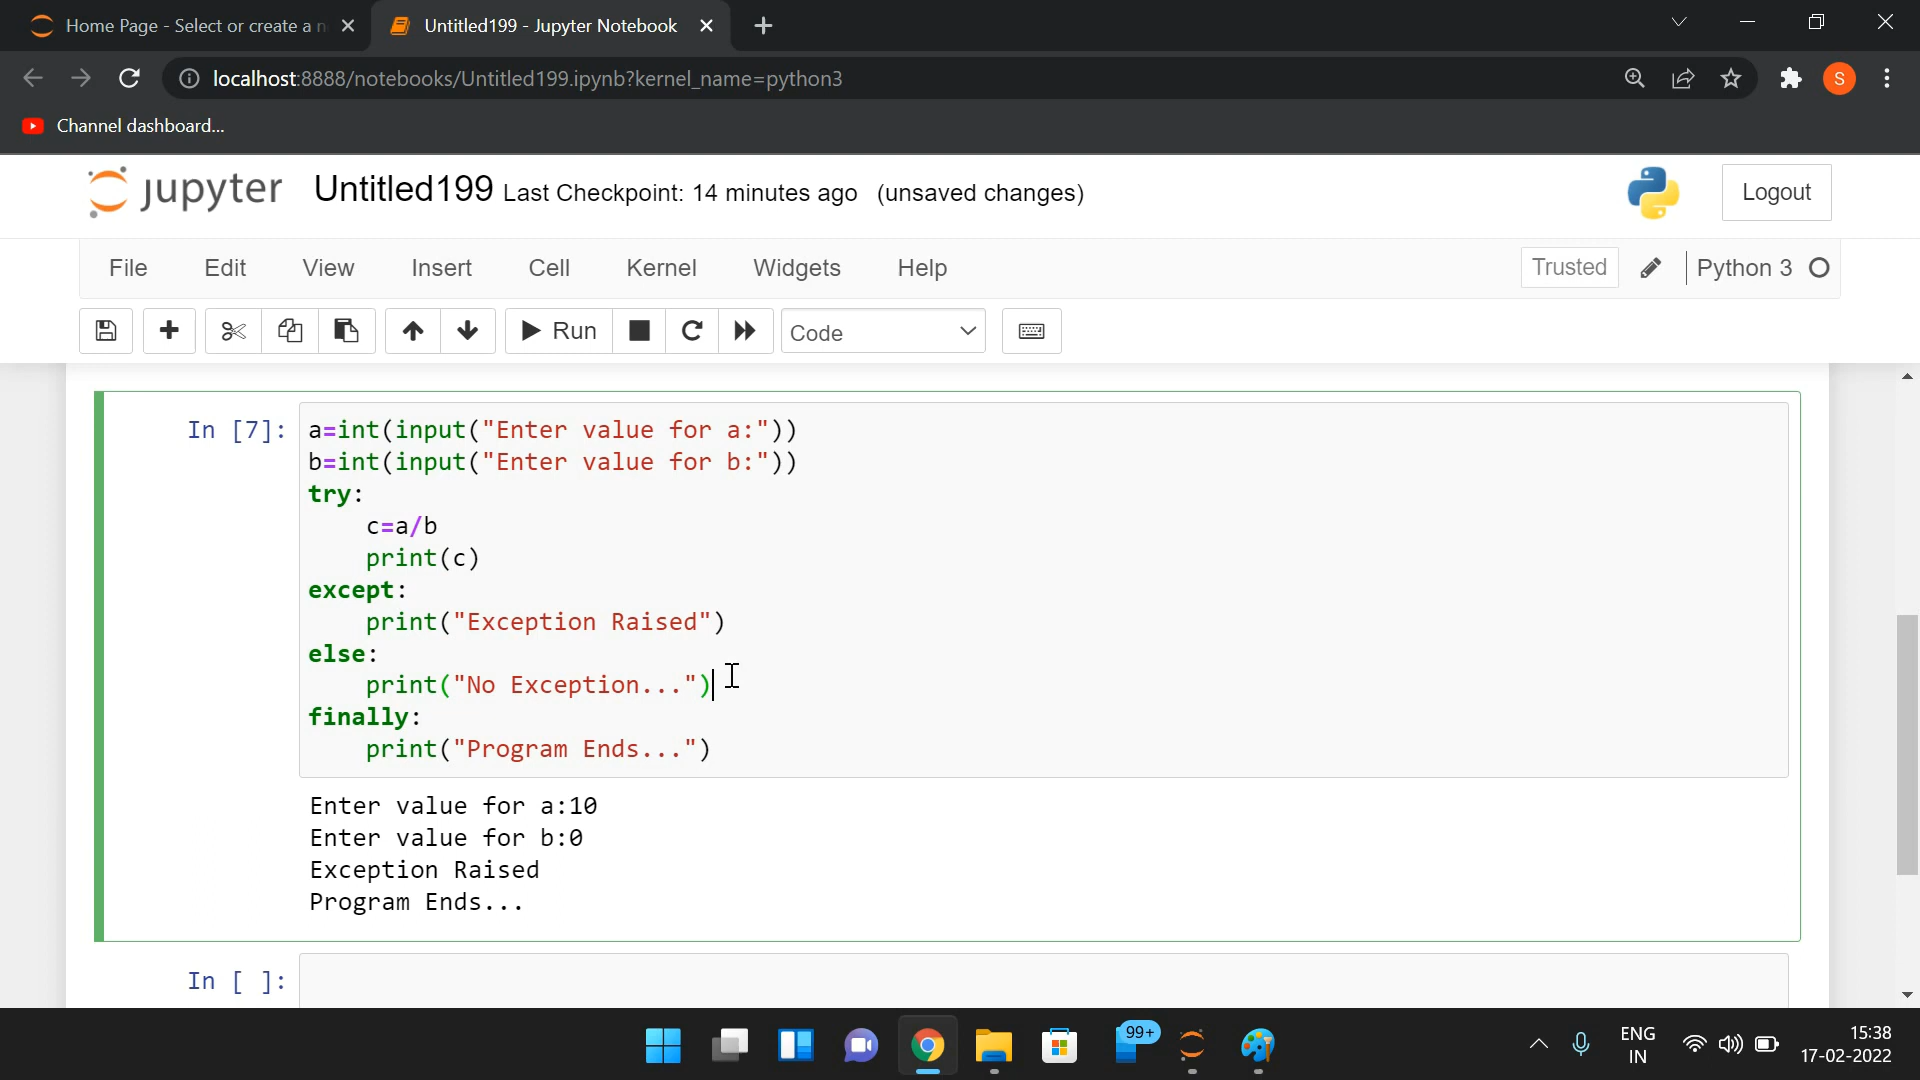 Home Page - Select or create a n
Untitled199 - Jupyter Notebook
localhost:8888/notebooks/Untitled199.ipynb?kernel_name=python3
S
Channel dashboard...
jupyter Untitled199 Last Checkpoint: 14 minutes ago (unsaved changes)
Logout
File Edit View Insert Cell Kernel Widgets Help
Trusted Python 3
Run Code
In [7]: a=int(input("Enter value for a:"))
b=int(input("Enter value for b:"))
try:
    c=a/b
    print(c)
except:
    print("Exception Raised")
else:
    print("No Exception...")
finally:
    print("Program Ends...")
Enter value for a:10
Enter value for b:0
Exception Raised
Program Ends...
In [ ]:
99+
ENG
IN
15:38
17-02-2022